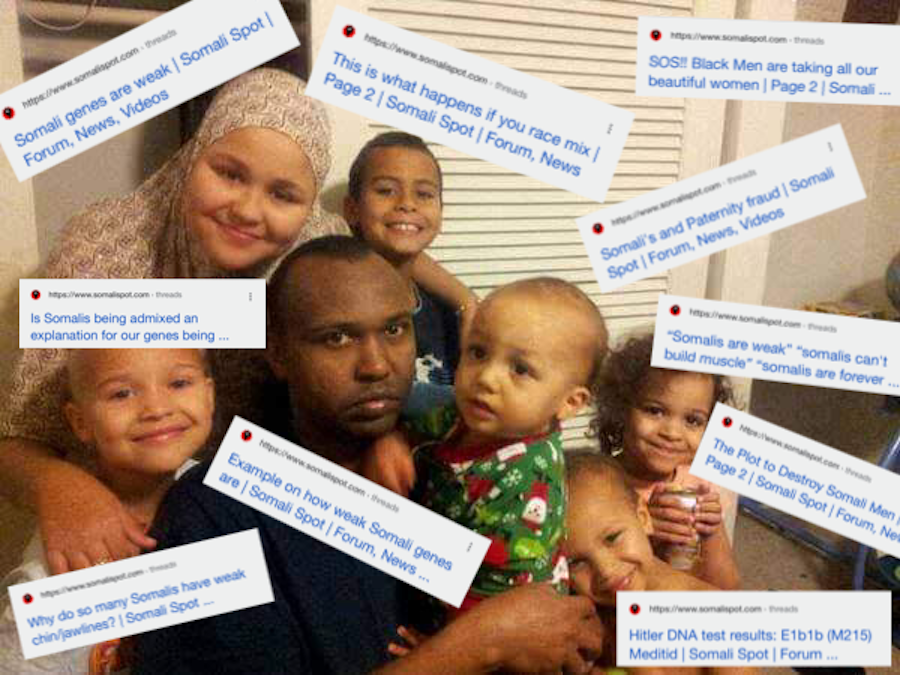 https://www.somalispot.com › threads
Somali genes are weak | Somali Spot |
Forum, News, Videos
https://www.somalispot.com › threads
This is what happens if you race mix |
Page 2 | Somali Spot | Forum, News
https://www.somalispot.com › threads
SOS!! Black Men are taking all our
beautiful women | Page 2 | Somali ...
https://www.somalispot.com › threads
Somali's and Paternity fraud | Somali
Spot | Forum, News, Videos
https://www.somalispot.com › threads
Is Somalis being admixed an
explanation for our genes being ...
https://www.somalispot.com › threads
“Somalis are weak” “somalis can't
build muscle” “somalis are forever ...
https://www.somalispot.com › threads
Example on how weak Somali genes
are | Somali Spot | Forum, News ...
https://www.somalispot.com › threads
The Plot to Destroy Somali Men |
Page 2 | Somali Spot | Forum,
https://www.somalispot.com › threads
Why do so many Somalis have weak
chin/jawlines? | Somali Spot ...
https://www.somalispot.com › threads
Hitler DNA test results: E1b1b (M215)
Meditid | Somali Spot | Forum ...